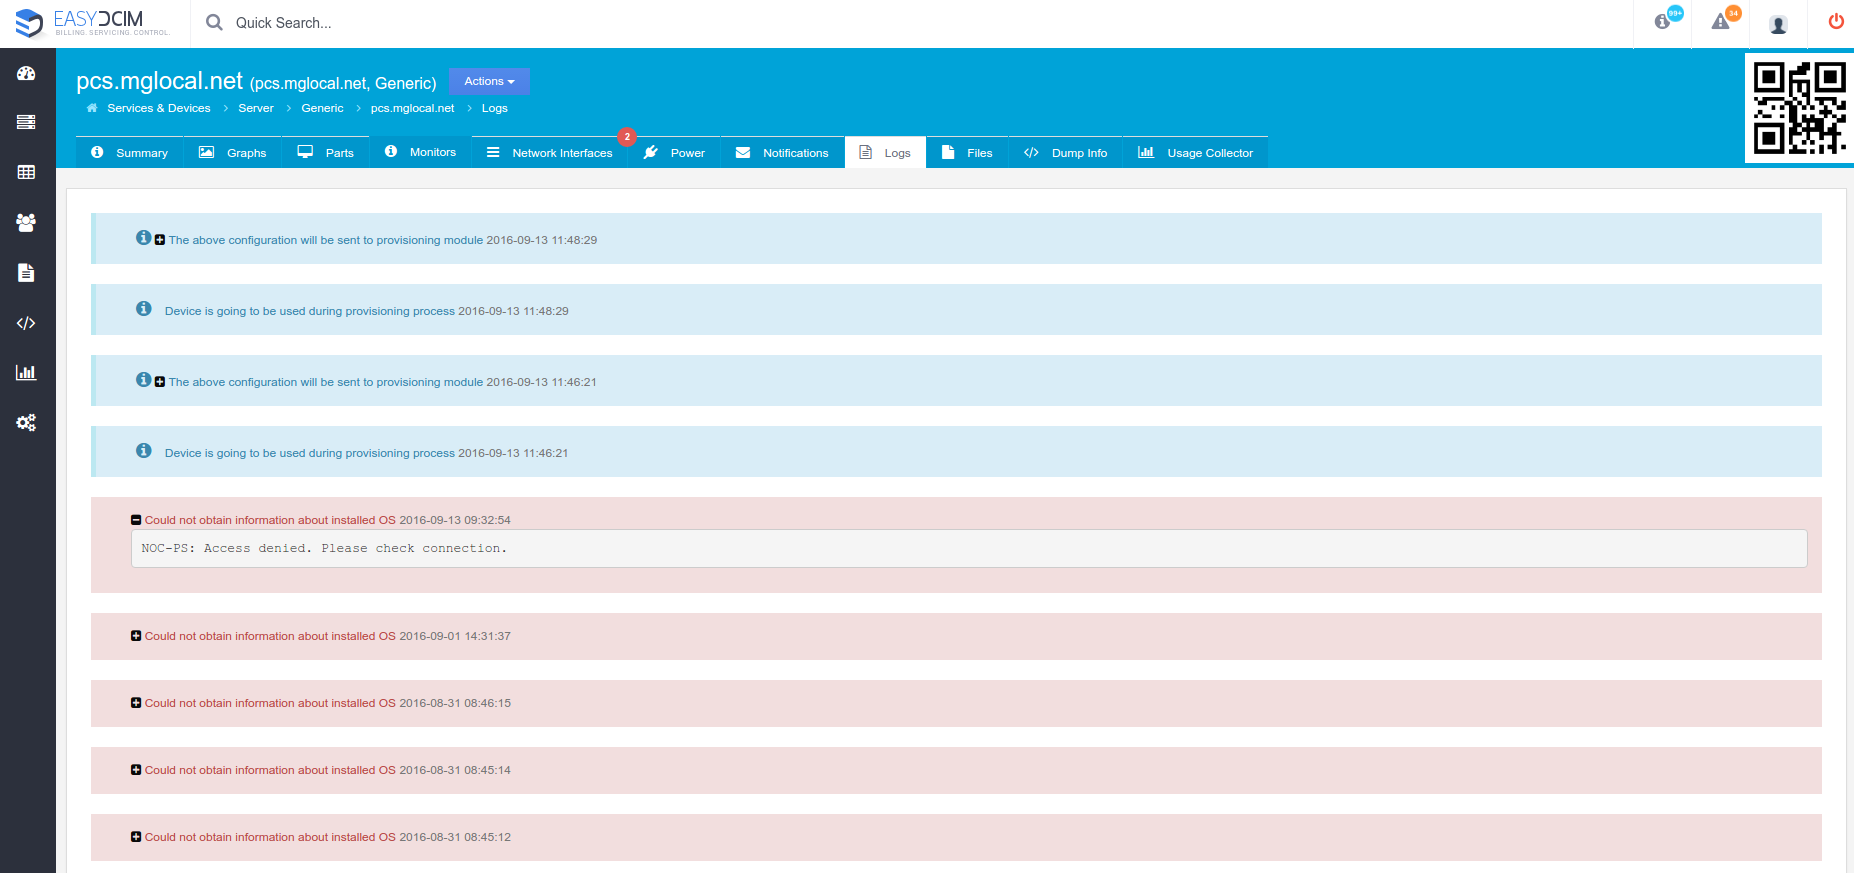 EASYDCIM
BILLING. SERVICING. CONTROL.
Quick Search...
99+
34
pcs.mglocal.net (pcs.mglocal.net, Generic)
Actions
Services & Devices > Server > Generic > pcs.mglocal.net > Logs
2
Summary
Graphs
Parts
Monitors
Network Interfaces
Power
Notifications
Logs
Files
Dump Info
Usage Collector
The above configuration will be sent to provisioning module 2016-09-13 11:48:29
Device is going to be used during provisioning process 2016-09-13 11:48:29
The above configuration will be sent to provisioning module 2016-09-13 11:46:21
Device is going to be used during provisioning process 2016-09-13 11:46:21
Could not obtain information about installed OS 2016-09-13 09:32:54
NOC-PS: Access denied. Please check connection.
Could not obtain information about installed OS 2016-09-01 14:31:37
Could not obtain information about installed OS 2016-08-31 08:46:15
Could not obtain information about installed OS 2016-08-31 08:45:14
Could not obtain information about installed OS 2016-08-31 08:45:12